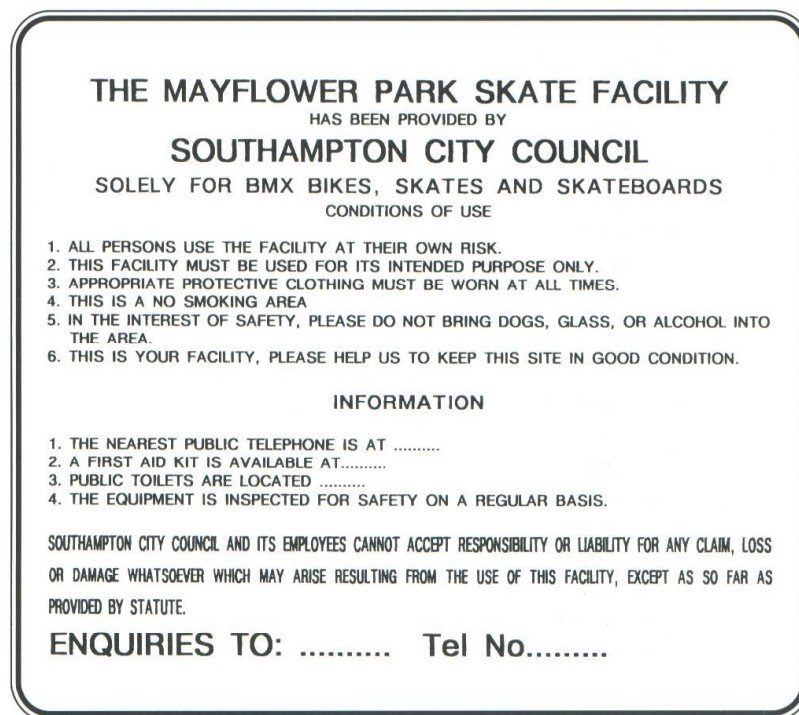 THE MAYFLOWER PARK SKATE FACILITY
HAS BEEN PROVIDED BY
SOUTHAMPTON CITY COUNCIL
SOLELY FOR BMX BIKES, SKATES AND SKATEBOARDS
CONDITIONS OF USE
1. ALL PERSONS USE THE FACILITY AT THEIR OWN RISK.
2. THIS FACILITY MUST BE USED FOR ITS INTENDED PURPOSE ONLY.
3. APPROPRIATE PROTECTIVE CLOTHING MUST BE WORN AT ALL TIMES.
4. THIS IS A NO SMOKING AREA
5. IN THE INTEREST OF SAFETY, PLEASE DO NOT BRING DOGS, GLASS, OR ALCOHOL INTO
THE AREA.
6. THIS IS YOUR FACILITY, PLEASE HELP US TO KEEP THIS SITE IN GOOD CONDITION.
INFORMATION
1. THE NEAREST PUBLIC TELEPHONE IS AT ..........
2. A FIRST AID KIT IS AVAILABLE AT..........
3. PUBLIC TOILETS ARE LOCATED ..........
4. THE EQUIPMENT IS INSPECTED FOR SAFETY ON A REGULAR BASIS.
SOUTHAMPTON CITY COUNCIL AND ITS EMPLOYEES CANNOT ACCEPT RESPONSIBILITY OR LIABILITY FOR ANY CLAIM, LOSS
OR DAMAGE WHATSOEVER WHICH MAY ARISE RESULTING FROM THE USE OF THIS FACILITY, EXCEPT AS SO FAR AS
PROVIDED BY STATUTE.
ENQUIRIES TO: .......... Tel No.........